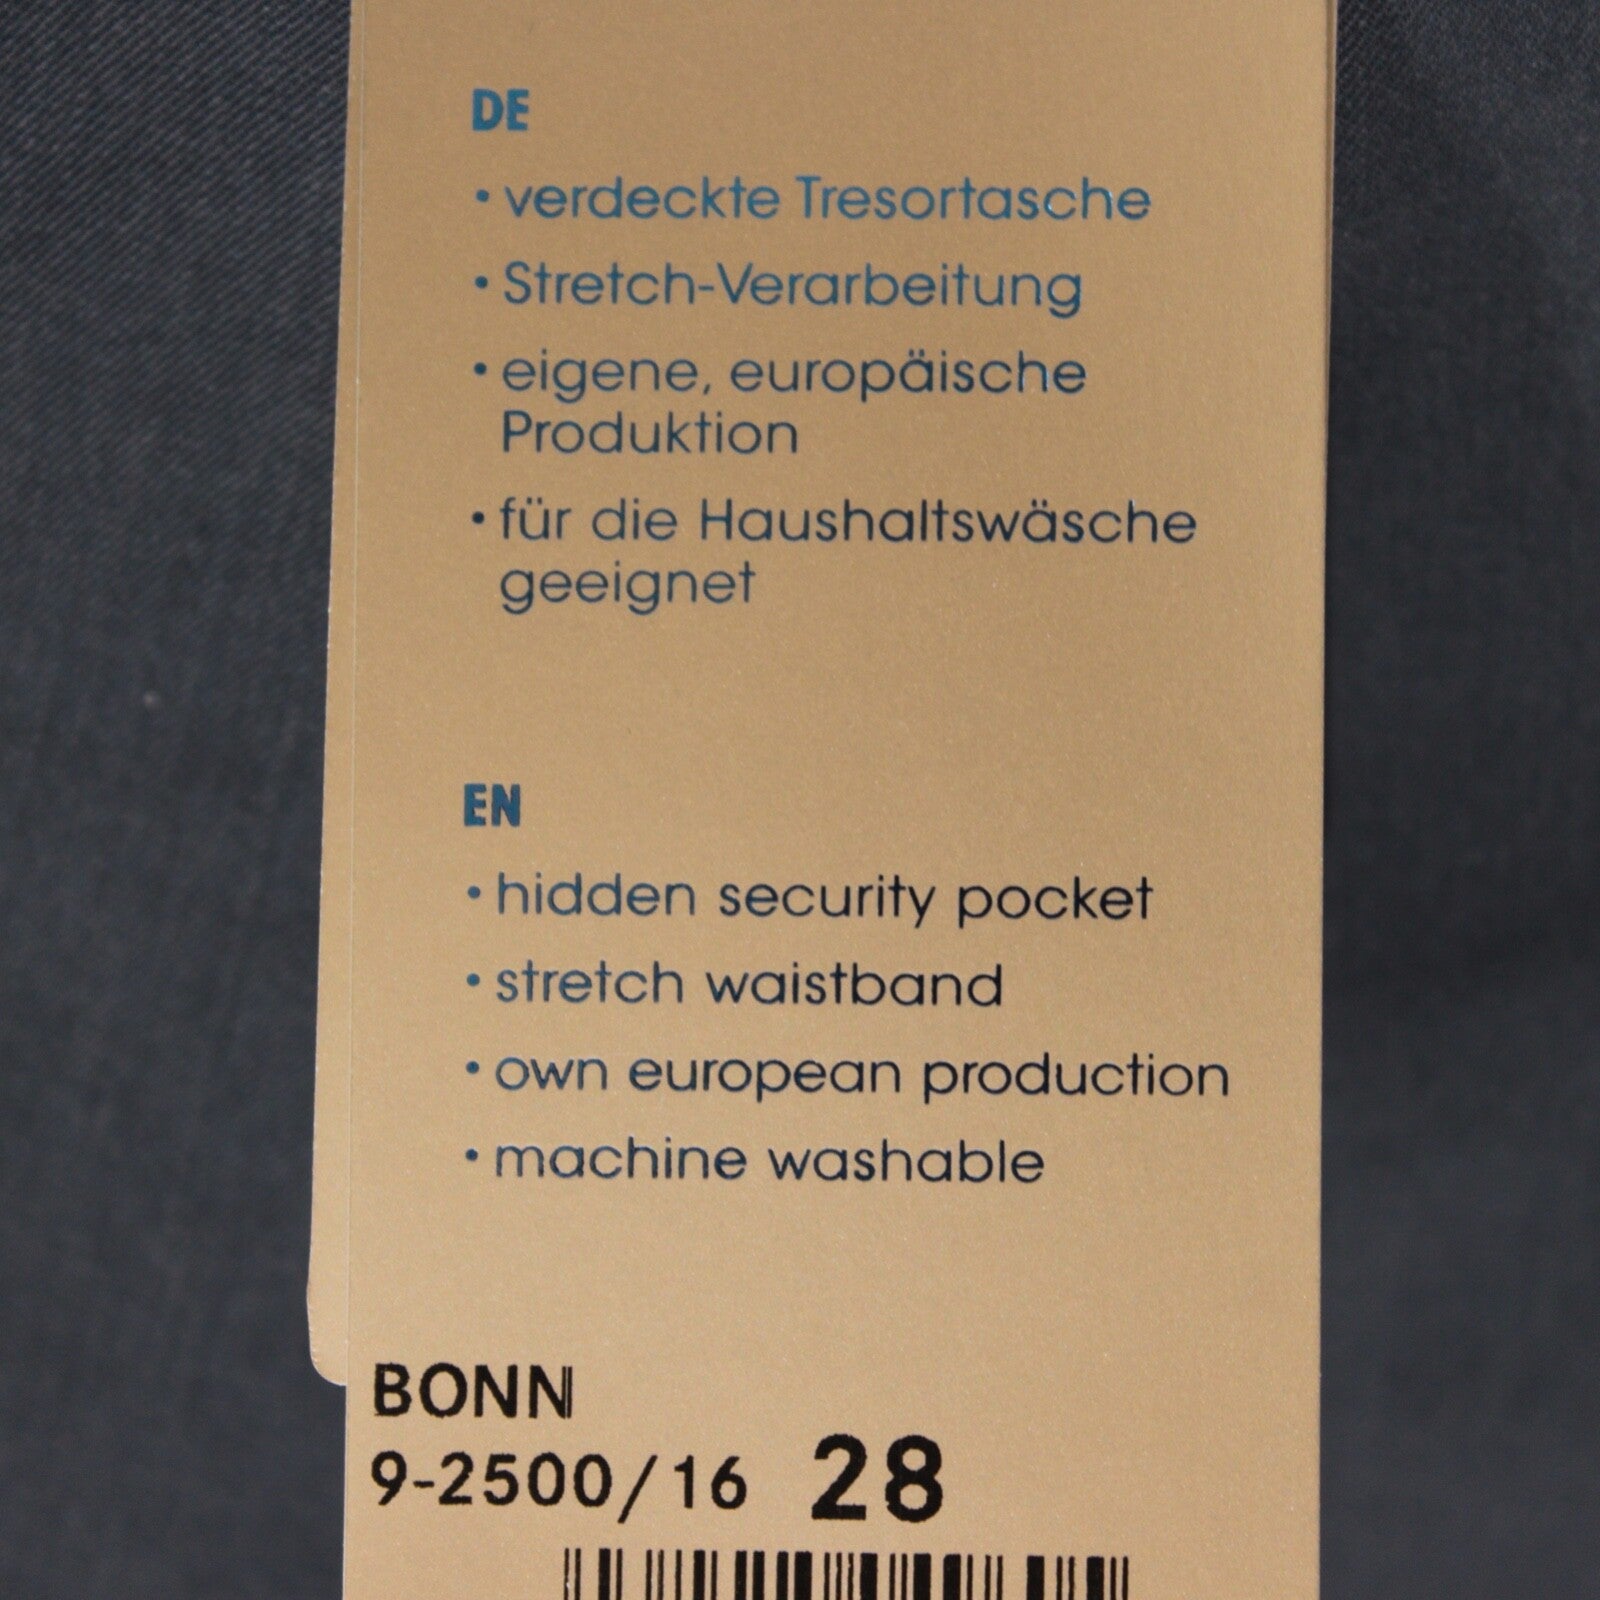 DE
• verdeckte Tresortasche
• Stretch-Verarbeitung
• eigene, europäische
Produktion
• für die Haushaltswäsche
geeignet
EN
• hidden security pocket
• stretch waistband
• own european production
• machine washable
BONN
9-2500/16 28